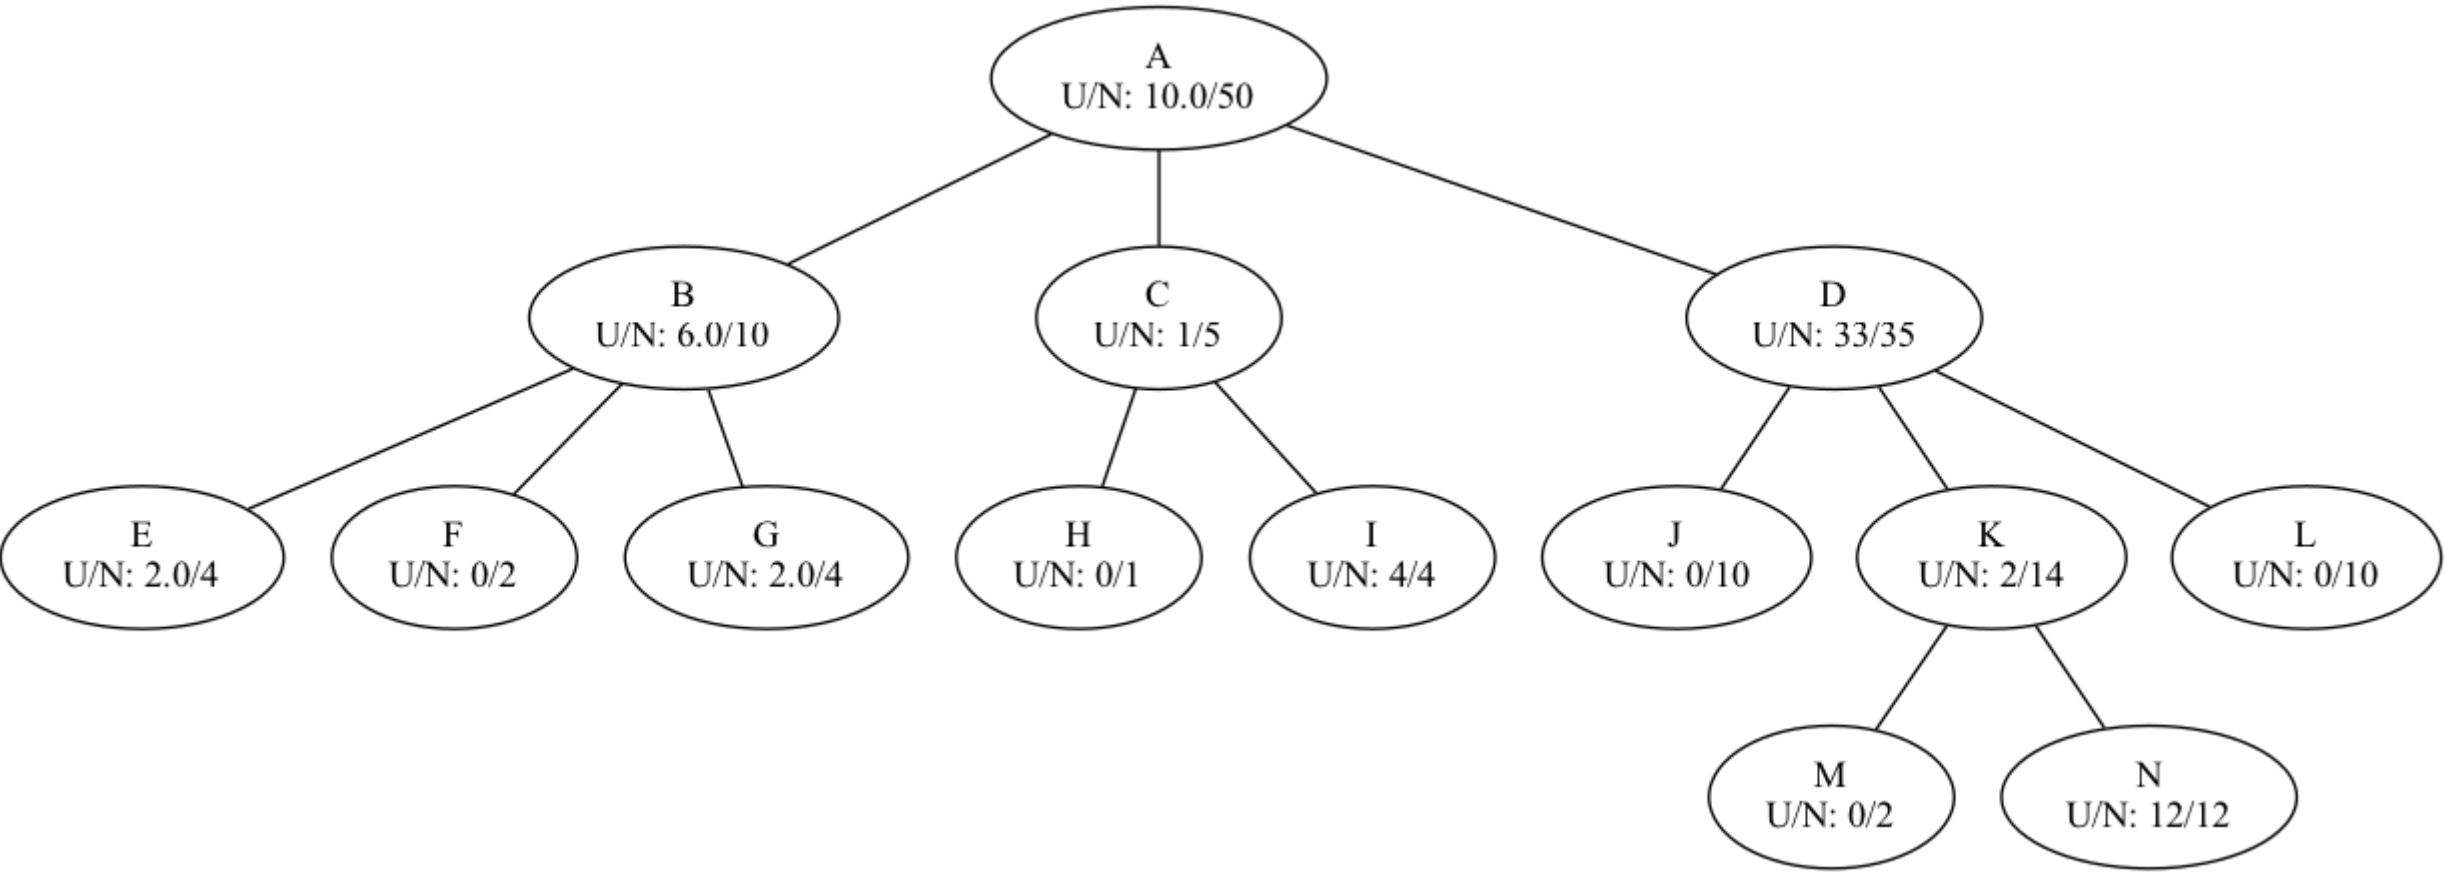 A
U/N: 10.0/50
B
U/N: 6.0/10
C
U/N: 1/5
D
U/N: 33/35
E
U/N: 2.0/4
F
U/N: 0/2
G
U/N: 2.0/4
H
U/N: 0/1
I
U/N: 4/4
J
U/N: 0/10
K
U/N: 2/14
L
U/N: 0/10
M
U/N: 0/2
N
U/N: 12/12